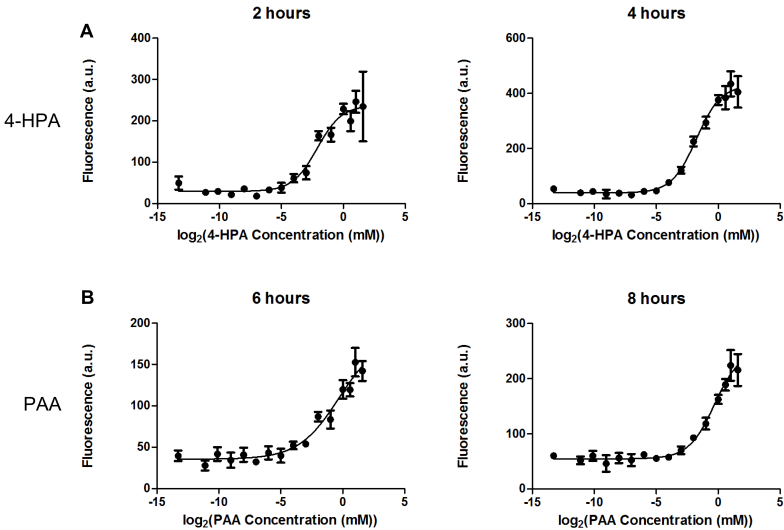 A
2 hours
4 hours
4-HPA
Fluorescence (a.u.)
400
300
200
100
0
-15 -10 -5 0 5
log2(4-HPA Concentration (mM))
Fluorescence (a.u.)
600
400
200
0
-15 -10 -5 0 5
log2(4-HPA Concentration (mM))
B
6 hours
8 hours
PAA
Fluorescence (a.u.)
200
150
100
50
0
-15 -10 -5 0 5
log2(PAA Concentration (mM))
Fluorescence (a.u.)
300
200
100
0
-15 -10 -5 0 5
log2(PAA Concentration (mM))